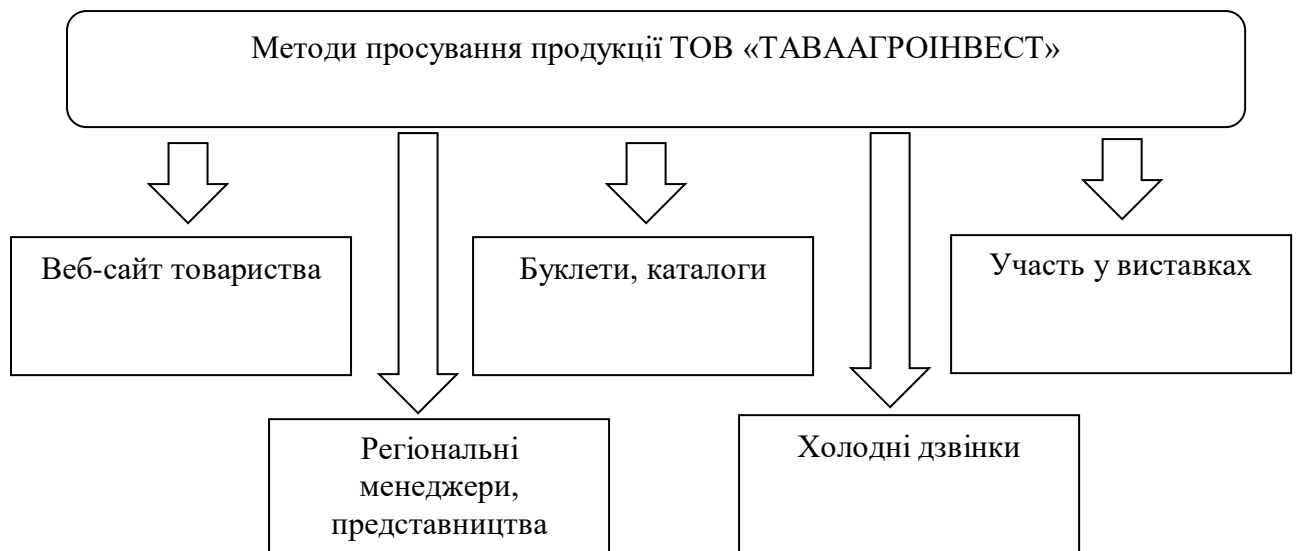 Методи просування продукції ТОВ «ТАВААГРОІНВЕСТ»
Веб-сайт товариства
Буклети, каталоги
Участь у виставках
Регіональні
менеджери,
представництва
Холодні дзвінки